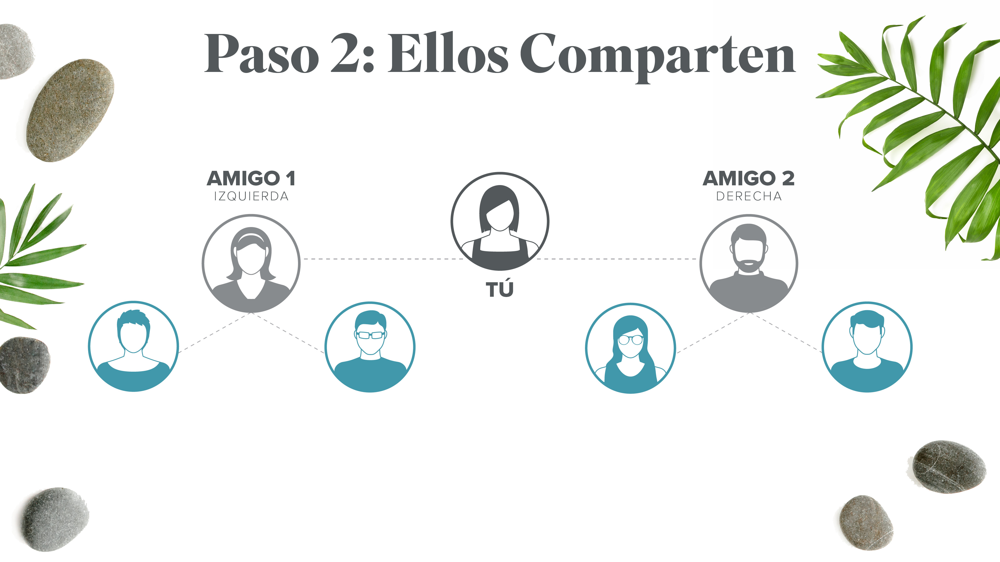 Paso 2: Ellos Comparten
AMIGO 1
IZQUIERDA
TÚ
AMIGO 2
DERECHA